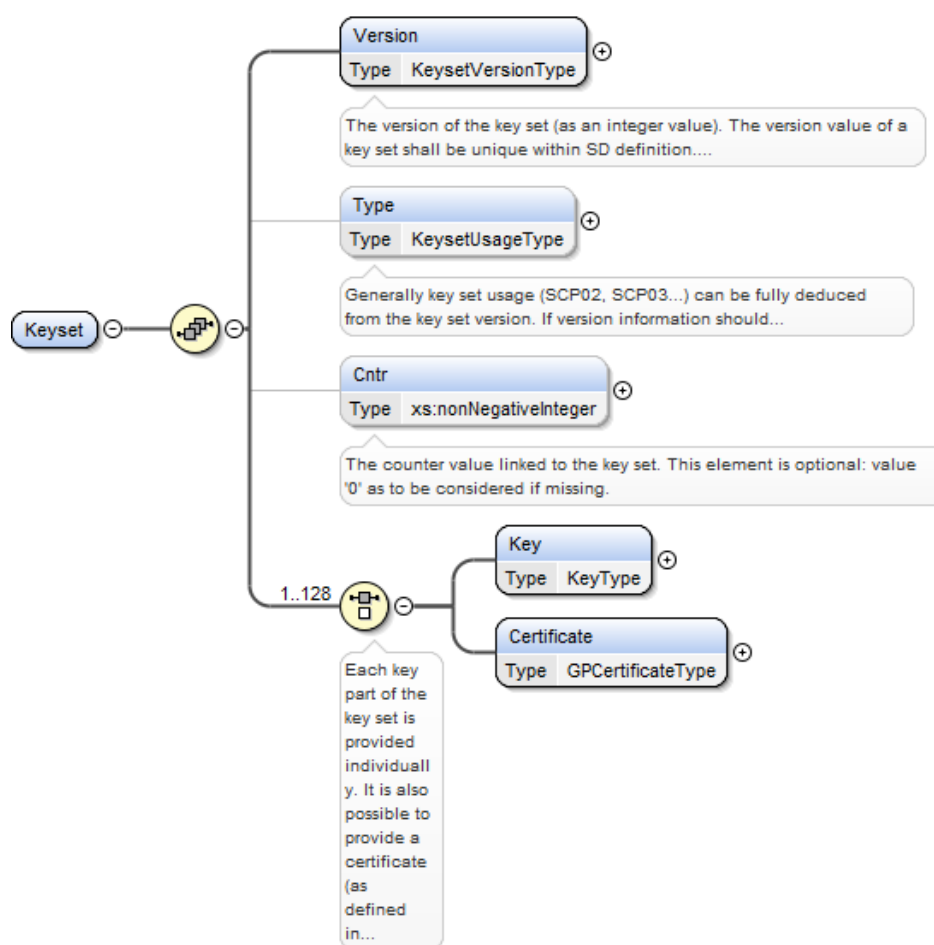 Version
Type KeysetVersionType
The version of the key set (as an integer value). The version value of a
key set shall be unique within SD definition....
Type
Type KeysetUsageType
Generally key set usage (SCP02, SCP03...) can be fully deduced
from the key set version. If version information should...
Keyset
Cntr
Type xs:nonNegativeInteger
The counter value linked to the key set. This element is optional: value
'0' as to be considered if missing.
1..128
Key
Type KeyType
Certificate
Type GPCertificateType
Each key
part of the
key set is
provided
individuall
y. It is also
possible to
provide a
certificate
(as
defined
in...